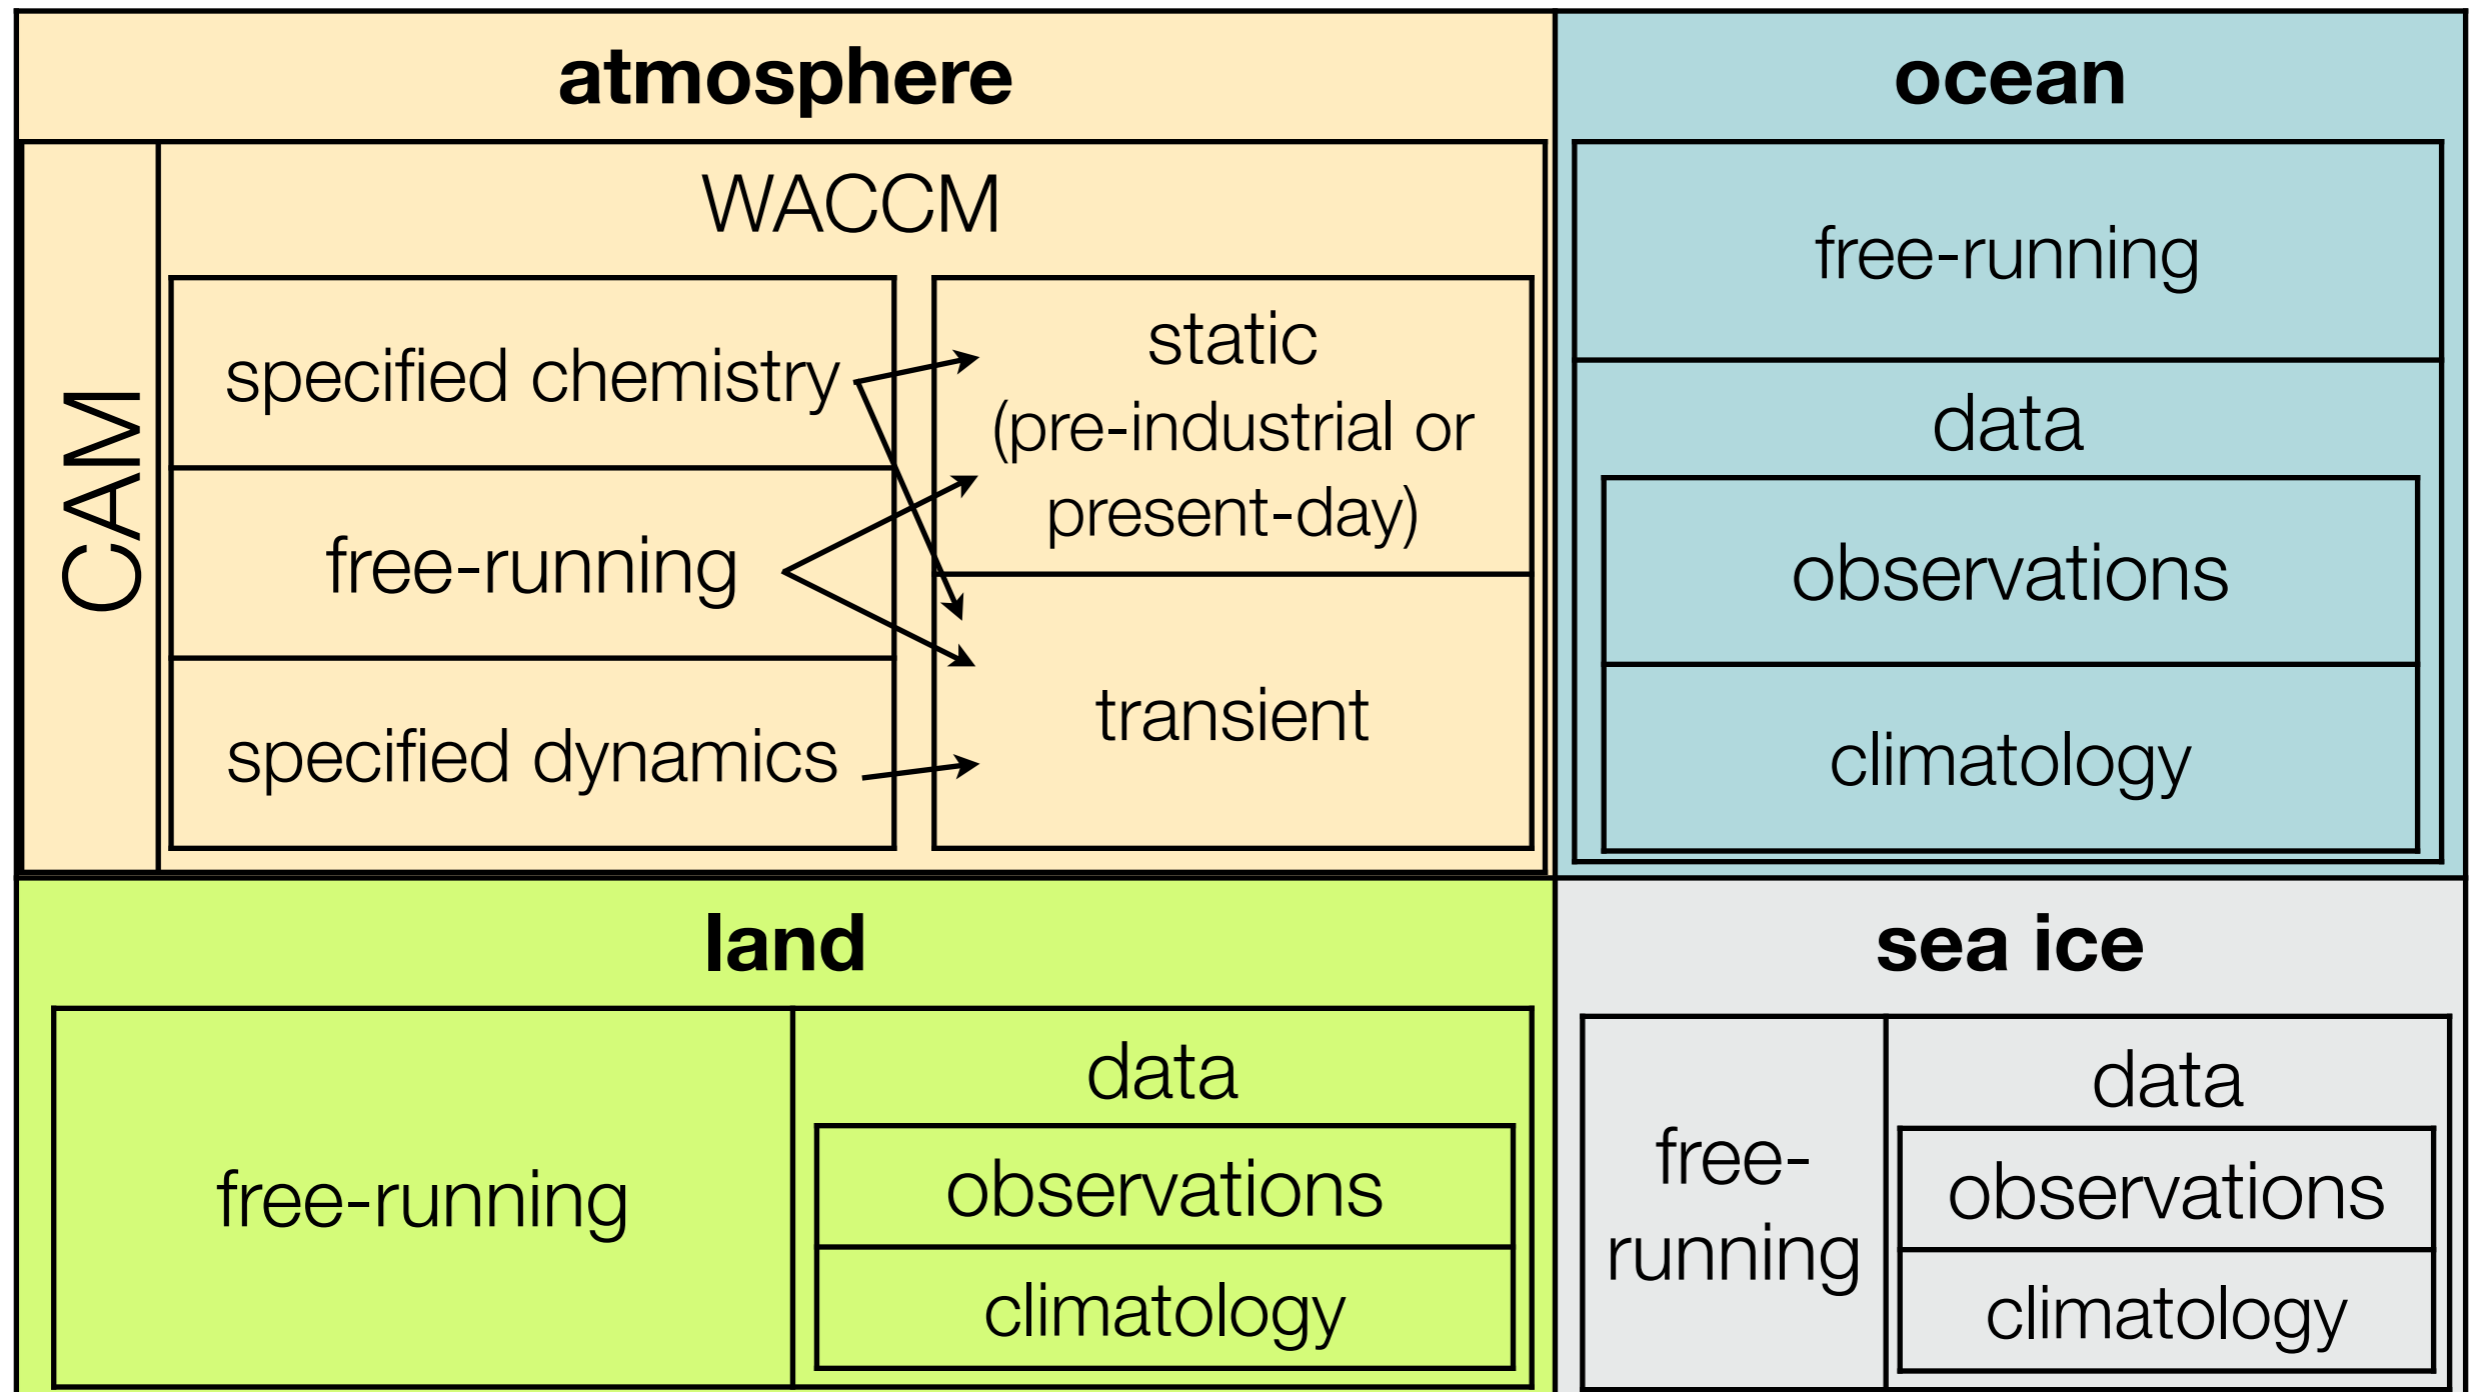 atmosphere
CAM
WACCM
specified chemistry
free-running
specified dynamics
static
(pre-industrial or
present-day)
transient
ocean
free-running
data
observations
climatology
land
free-running
data
observations
climatology
sea ice
free-
running
data
observations
climatology